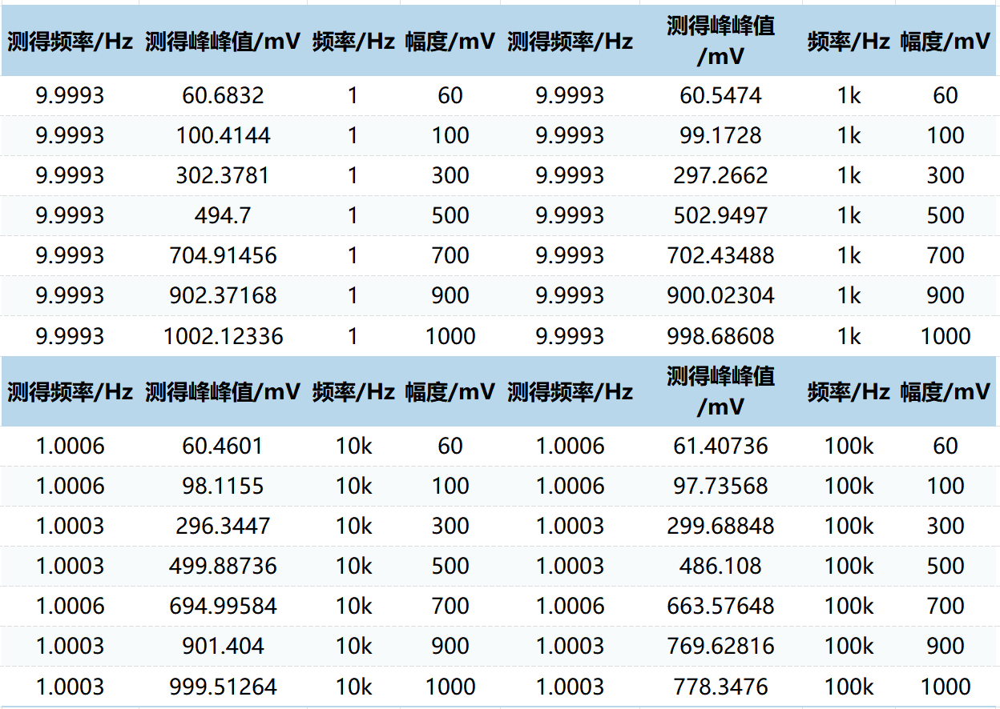 测得频率/Hz 测得峰峰值/mV 频率/Hz 幅度/mV 测得频率/Hz 测得峰峰值
/mV 频率/Hz 幅度/mV
9.9993 60.6832 1 60 9.9993 60.5474 1k 60
9.9993 100.4144 1 100 9.9993 99.1728 1k 100
9.9993 302.3781 1 300 9.9993 297.2662 1k 300
9.9993 494.7 1 500 9.9993 502.9497 1k 500
9.9993 704.91456 1 700 9.9993 702.43488 1k 700
9.9993 902.37168 1 900 9.9993 900.02304 1k 900
9.9993 1002.12336 1 1000 9.9993 998.68608 1k 1000
测得频率/Hz 测得峰峰值/mV 频率/Hz 幅度/mV 测得频率/Hz 测得峰峰值
/mV 频率/Hz 幅度/mV
1.0006 60.4601 10k 60 1.0006 61.40736 100k 60
1.0006 98.1155 10k 100 1.0006 97.73568 100k 100
1.0003 296.3447 10k 300 1.0003 299.68848 100k 300
1.0003 499.88736 10k 500 1.0003 486.108 100k 500
1.0006 694.99584 10k 700 1.0006 663.57648 100k 700
1.0003 901.404 10k 900 1.0003 769.62816 100k 900
1.0003 999.51264 10k 1000 1.0003 778.3476 100k 1000